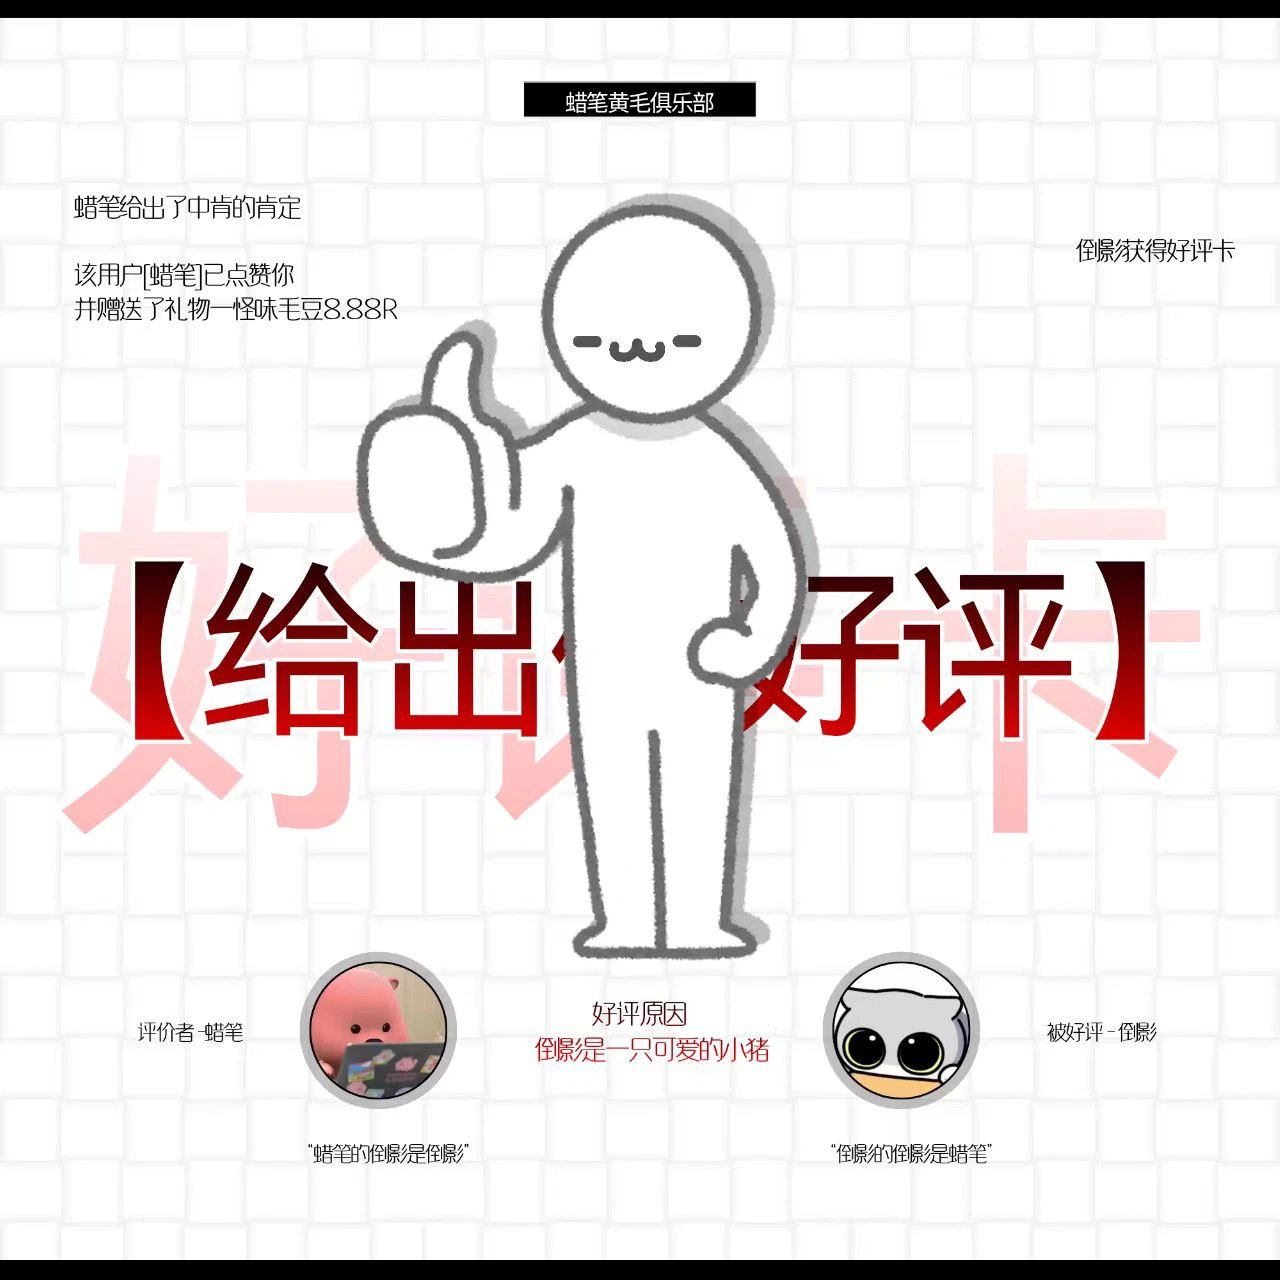 蜡笔黄毛俱乐部
蜡笔给出了中肯的肯定
倒影获得好评卡
该用户[蜡笔]已点赞你
并赠送了礼物一怪味毛豆8.88R
好 卡
【给出 好评】
好评原因
倒影是一只可爱的小猪
评价者-蜡笔
被好评-倒影
“蜡笔的倒影是倒影”
“倒影的倒影是蜡笔”